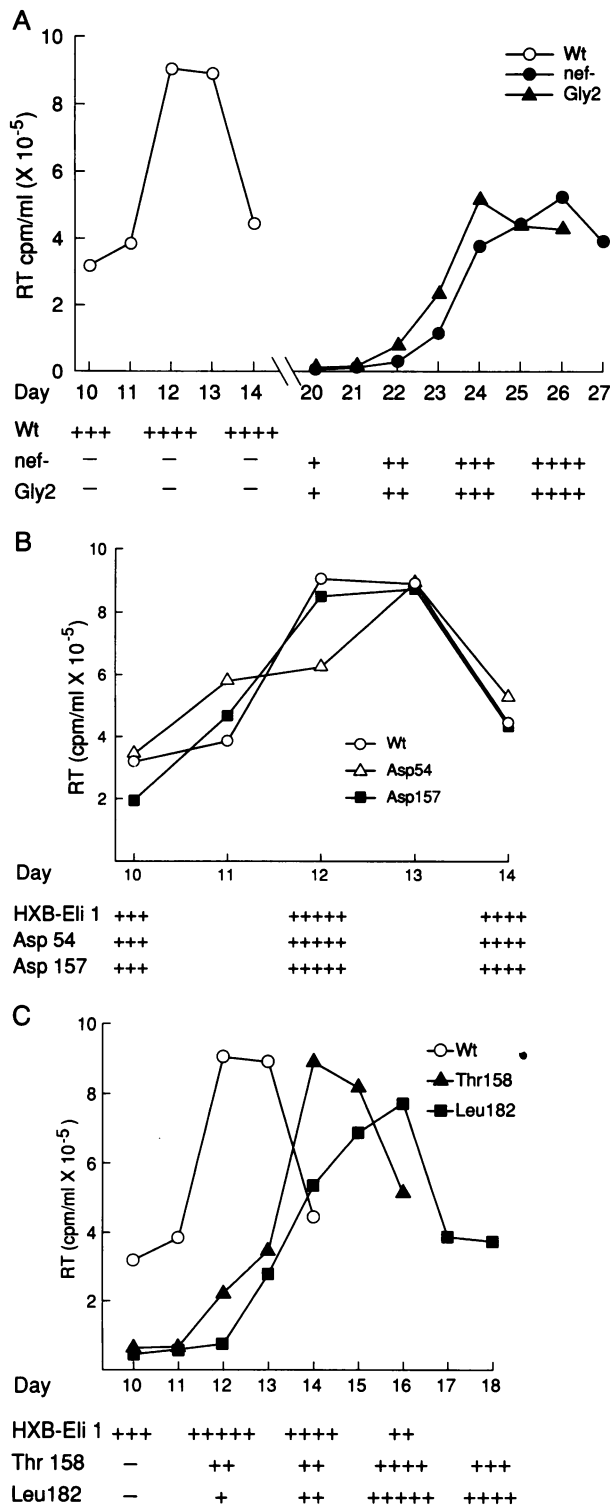 A
RT cpm/ml (X 10-5)
10
8
6
4
2
0
Wt
nef-
Gly2
Day
10 11 12 13 14 20 21 22 23 24 25 26 27
Wt +++ ++++ ++++
nef- — — — + ++ +++ ++++
Gly2 — — — + ++ +++ ++++
B
RT (cpm/ml X 10-5)
10
8
6
4
2
Wt
Asp54
Asp157
Day
10 11 12 13 14
HXB-Eli 1 +++ +++++ ++++
Asp 54 +++ +++++ ++++
Asp 157 +++ +++++ ++++
C
RT (cpm/ml X 10-5)
10
8
6
4
2
Wt
Thr158
Leu182
Day
10 11 12 13 14 15 16 17 18
HXB-Eli 1 +++ +++++ ++++ ++
Thr 158 — ++ ++ ++++ +++
Leu182 — + ++ +++++ ++++